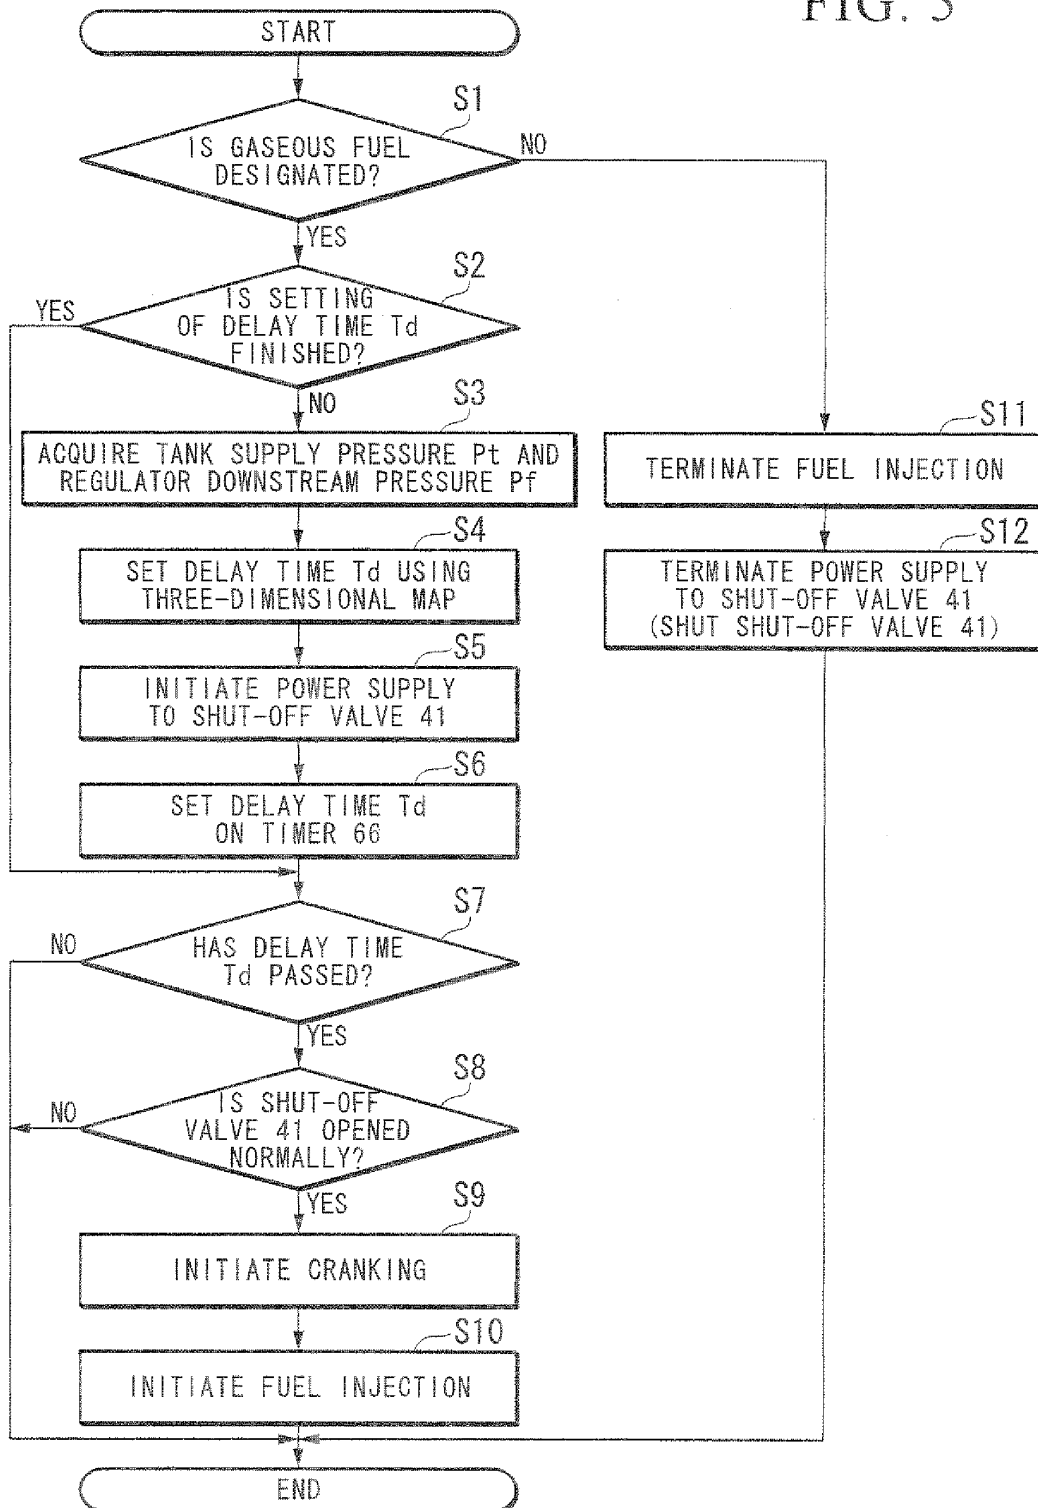 FIG. 5
START
S1
IS GASEOUS FUEL
DESIGNATED?
NO
YES
S2
IS SETTING
OF DELAY TIME Td
FINISHED?
YES
NO
S3
ACQUIRE TANK SUPPLY PRESSURE Pt AND
REGULATOR DOWNSTREAM PRESSURE Pf
S11
TERMINATE FUEL INJECTION
S4
SET DELAY TIME Td USING
THREE-DIMENSIONAL MAP
S12
TERMINATE POWER SUPPLY
TO SHUT-OFF VALVE 41
(SHUT SHUT-OFF VALVE 41)
S5
INITIATE POWER SUPPLY
TO SHUT-OFF VALVE 41
S6
SET DELAY TIME Td
ON TIMER 66
S7
HAS DELAY TIME
Td PASSED?
NO
YES
S8
IS SHUT-OFF
VALVE 41 OPENED
NORMALLY?
NO
YES
S9
INITIATE CRANKING
S10
INITIATE FUEL INJECTION
END